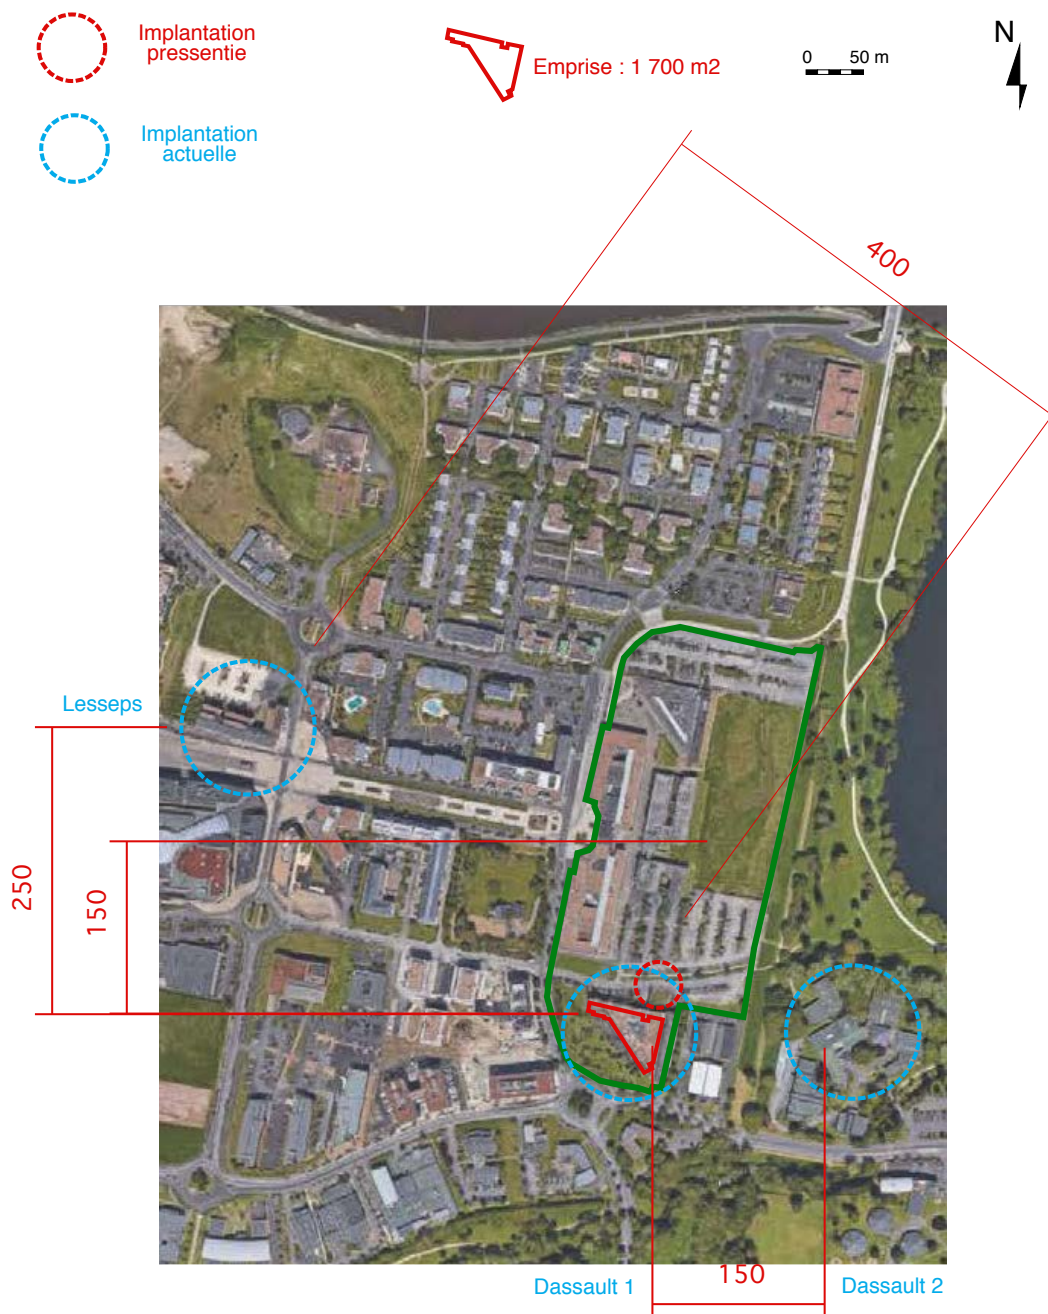 Implantation
pressentie
Emprise : 1 700 m2
0 50 m
N
Implantation
actuelle
400
Lesseps
250
150
150
Dassault 1
Dassault 2